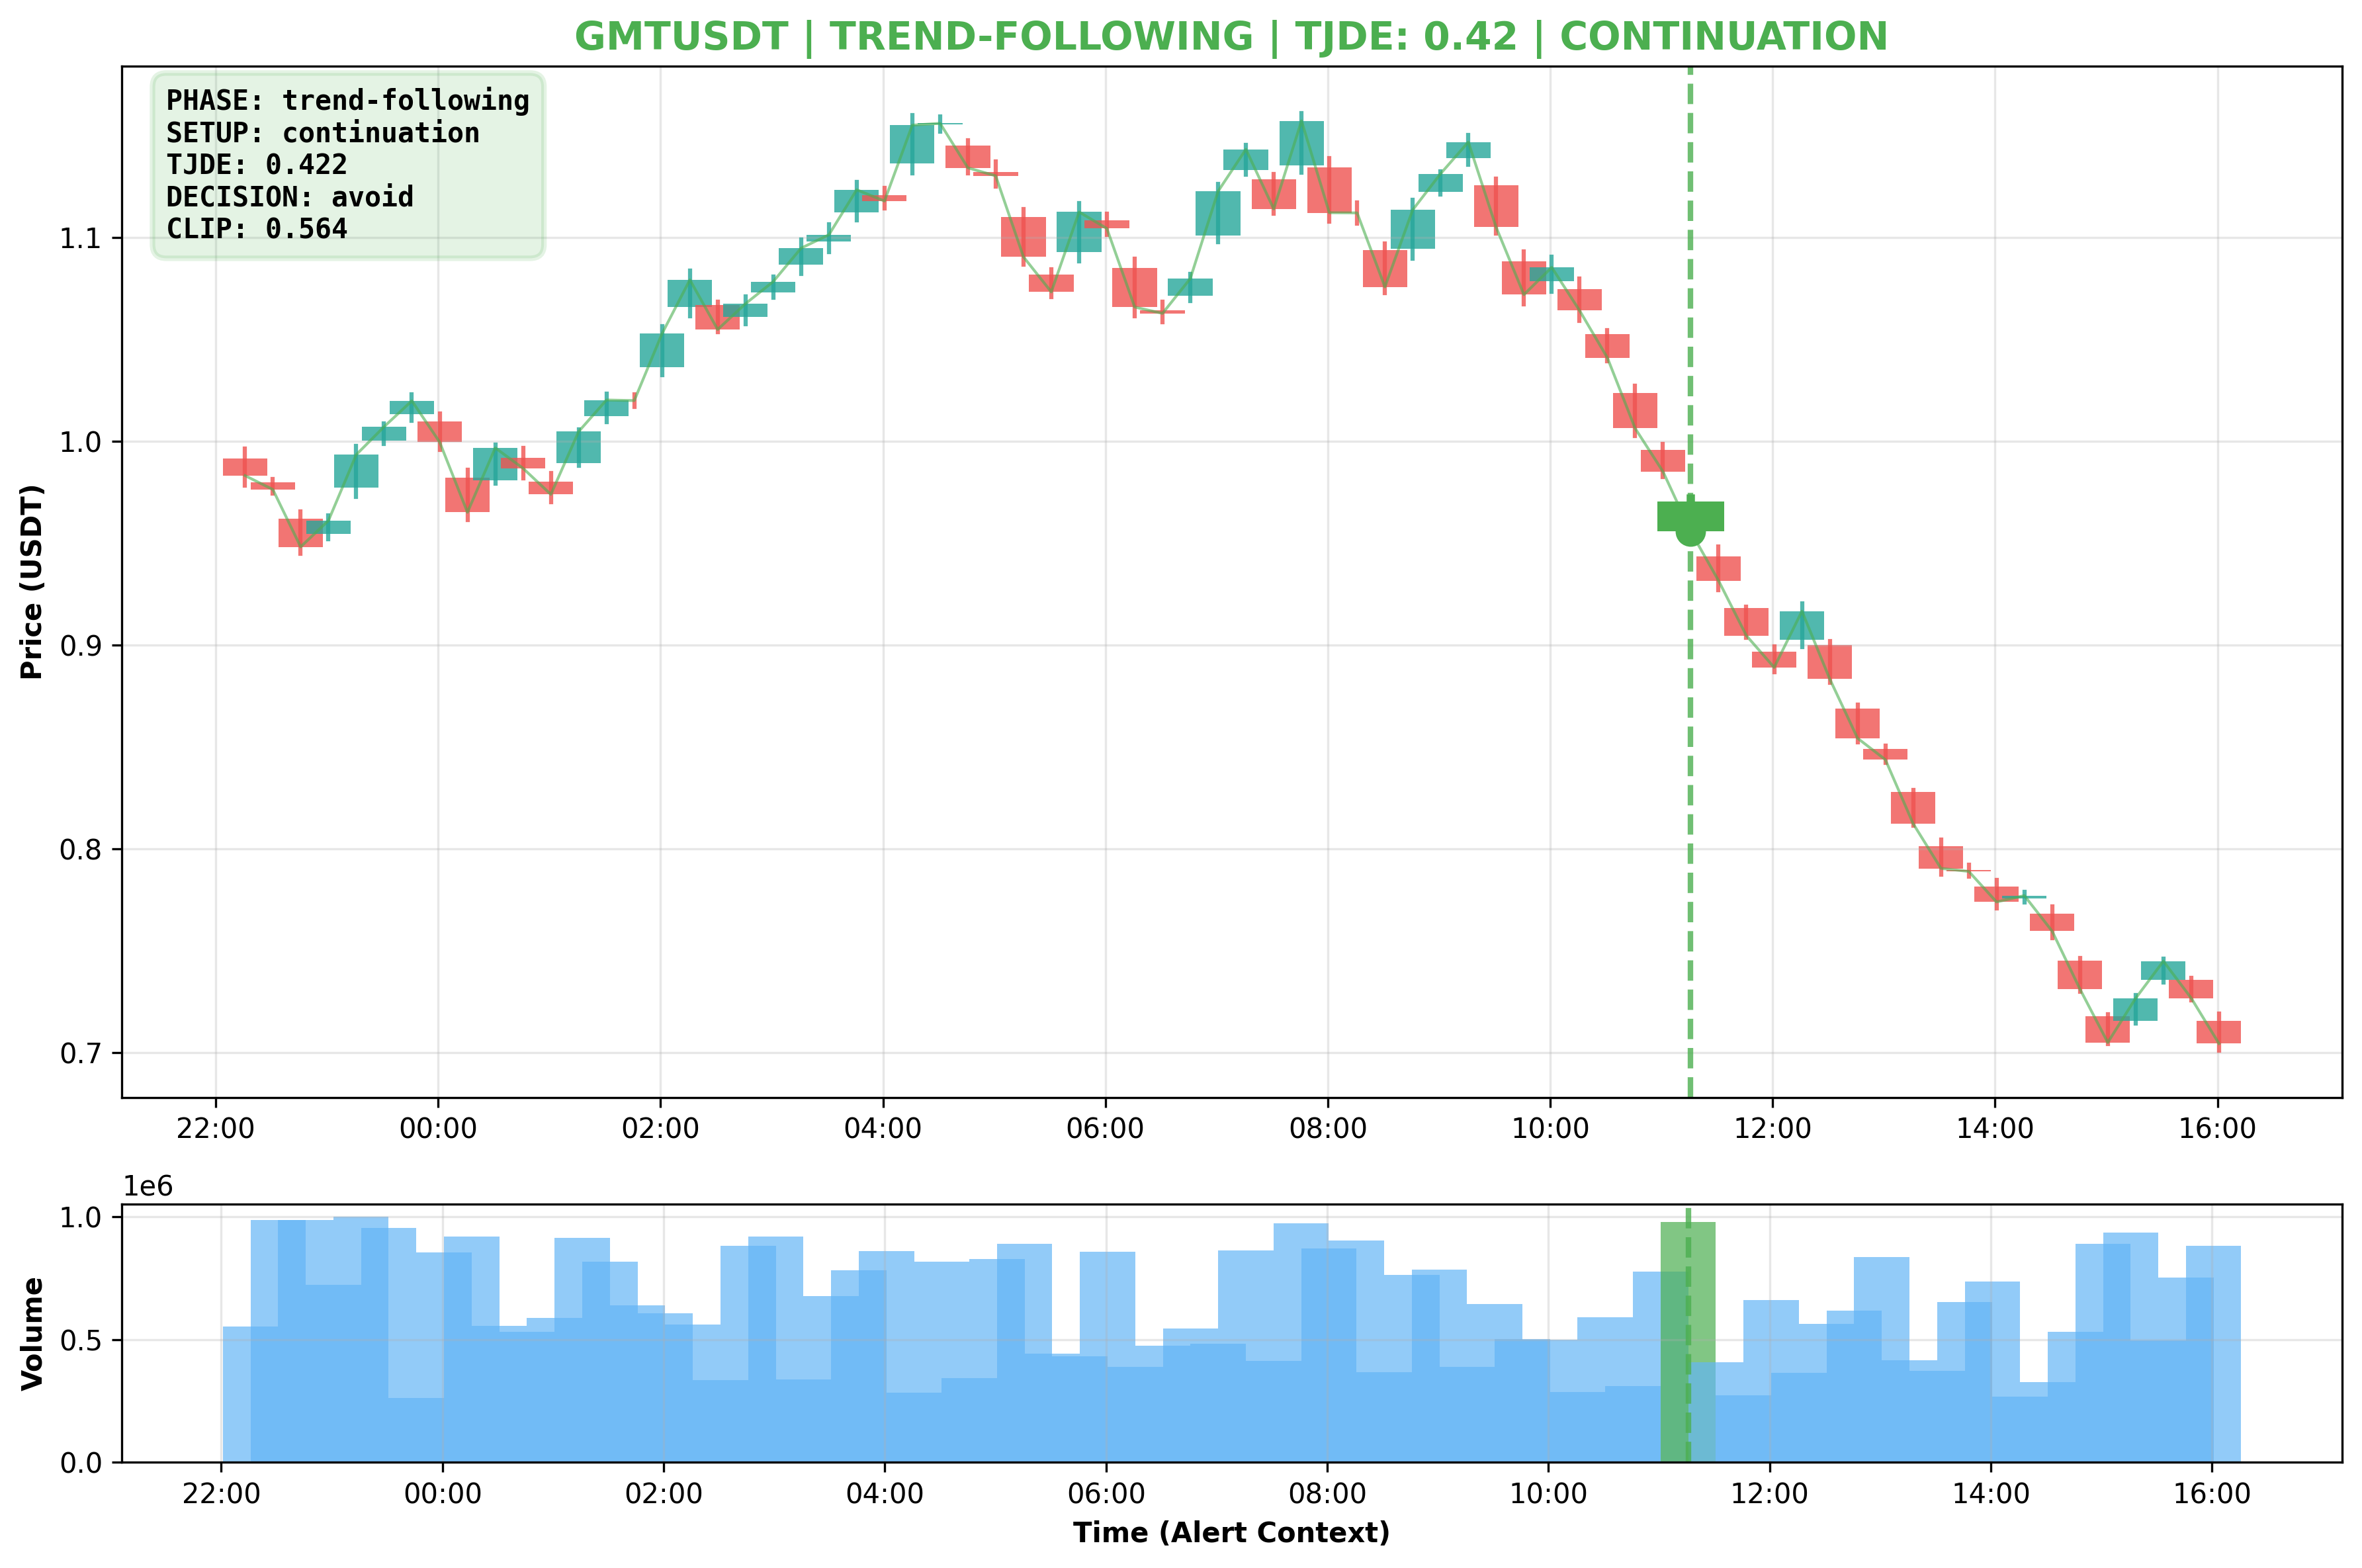 GMTUSDT | TREND-FOLLOWING | TJDE: 0.42 | CONTINUATION
PHASE: trend-following
SETUP: continuation
TJDE: 0.422
DECISION: avoid
CLIP: 0.564
Price (USDT)
1.1
1.0
0.9
0.8
0.7
22:00 00:00 02:00 04:00 06:00 08:00 10:00 12:00 14:00 16:00
1e6
Volume
1.0
0.5
0.0
22:00 00:00 02:00 04:00 06:00 08:00 10:00 12:00 14:00 16:00
Time (Alert Context)